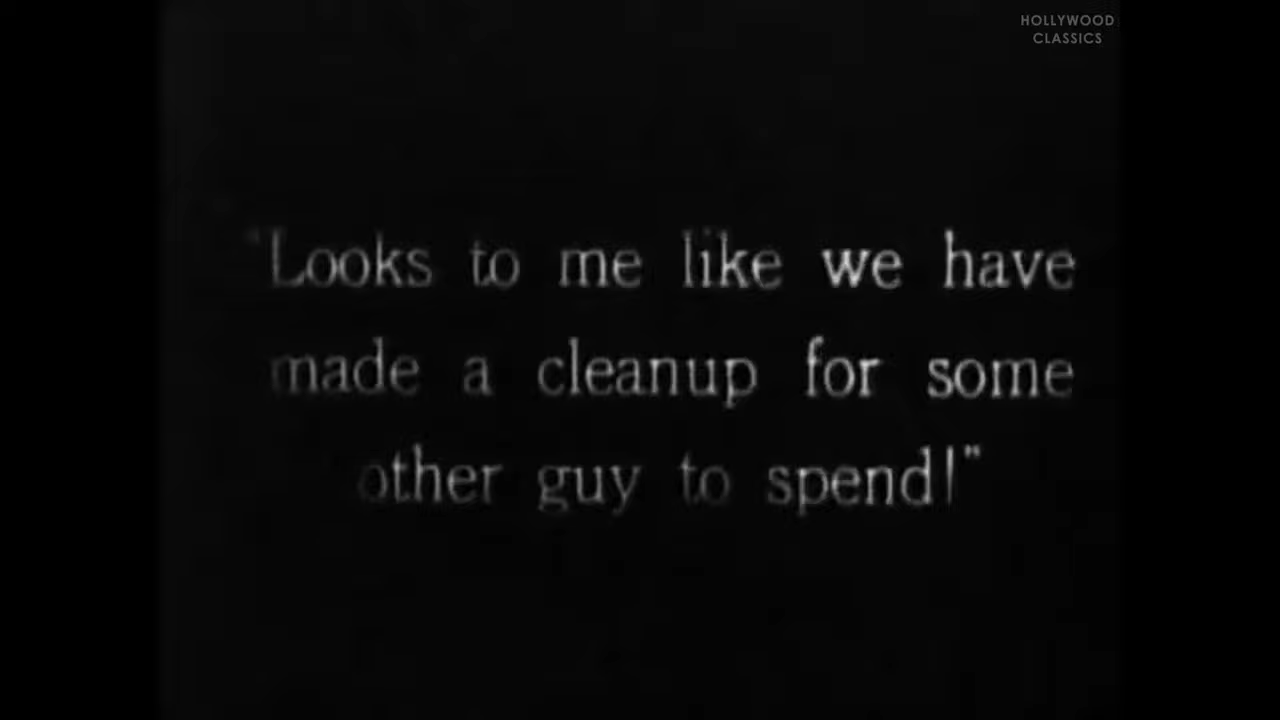 HOLLYWOOD
CLASSICS
"Looks to me like we have
made a cleanup for some
other guy to spend!"